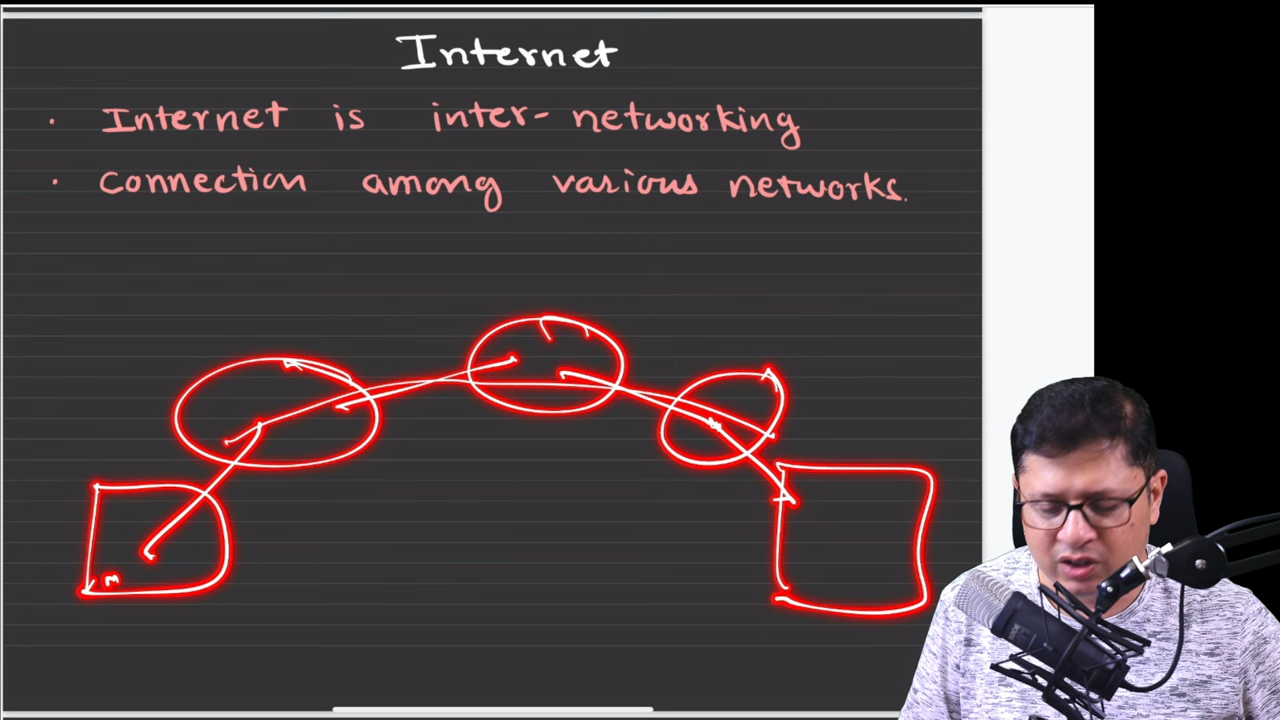 Internet
· Internet is inter-networking
· Connection among various networks.
m